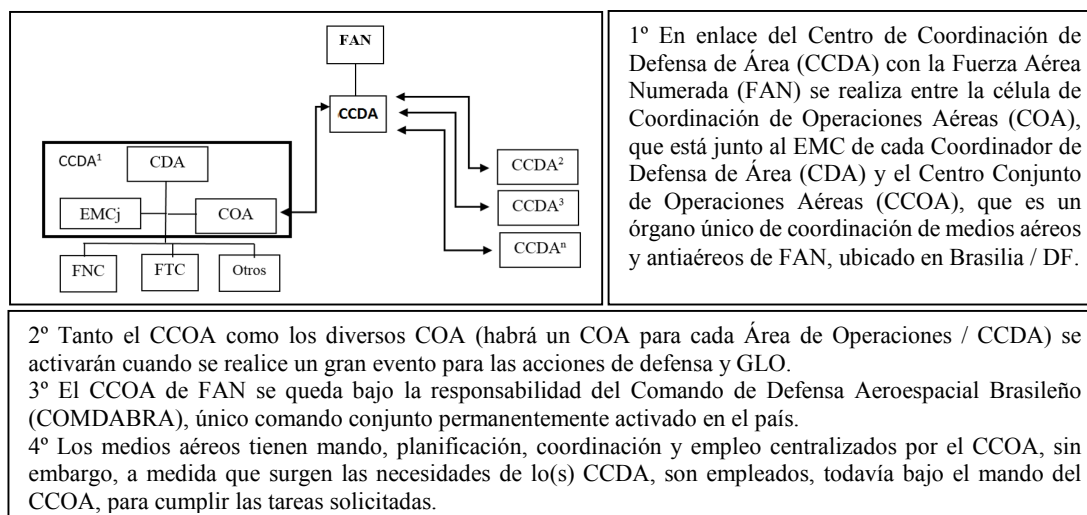 FAN
CCDA
CCDA¹
CDA
EMCj
COA
FNC
FTC
Otros
CCDA²
CCDA³
CCDAⁿ
1º En enlace del Centro de Coordinación de
Defensa de Área (CCDA) con la Fuerza Aérea
Numerada (FAN) se realiza entre la célula de
Coordinación de Operaciones Aéreas (COA),
que está junto al EMC de cada Coordinador de
Defensa de Área (CDA) y el Centro Conjunto
de Operaciones Aéreas (CCOA), que es un
órgano único de coordinación de medios aéreos
y antiaéreos de FAN, ubicado en Brasilia / DF.
2º Tanto el CCOA como los diversos COA (habrá un COA para cada Área de Operaciones / CCDA) se
activarán cuando se realice un gran evento para las acciones de defensa y GLO.
3º El CCOA de FAN se queda bajo la responsabilidad del Comando de Defensa Aeroespacial Brasileño
(COMDABRA), único comando conjunto permanentemente activado en el país.
4º Los medios aéreos tienen mando, planificación, coordinación y empleo centralizados por el CCOA, sin
embargo, a medida que surgen las necesidades de lo(s) CCDA, son empleados, todavía bajo el mando del
CCOA, para cumplir las tareas solicitadas.